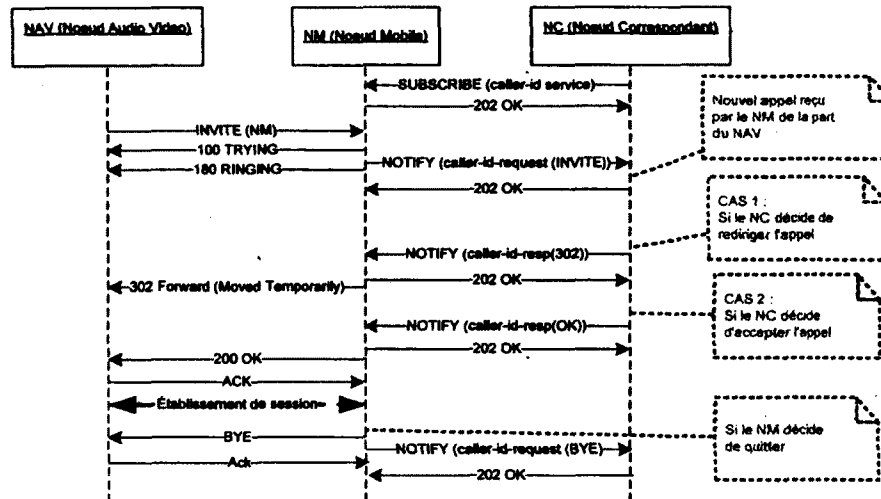 NAV (Noeud Audio Video)
NM (Noeud Mobile)
NC (Noeud Correspondant)
SUBSCRIBE (caller-id service)
202 OK
Nouvel appel reçu
par le NM de la part
du NAV
INVITE (NM)
100 TRYING
180 RINGING
NOTIFY (caller-id-request (INVITE))
202 OK
CAS 1 :
Si le NC décide de
rediriger l'appel
NOTIFY (caller-id-resp(302))
202 OK
302 Forward (Moved Temporarily)
CAS 2 :
Si le NC décide
d'accepter l'appel
NOTIFY (caller-id-resp(OK))
202 OK
200 OK
ACK
Établissement de session
BYE
Si le NM décide
de quitter
NOTIFY (caller-id-request (BYE)
Ack
202 OK